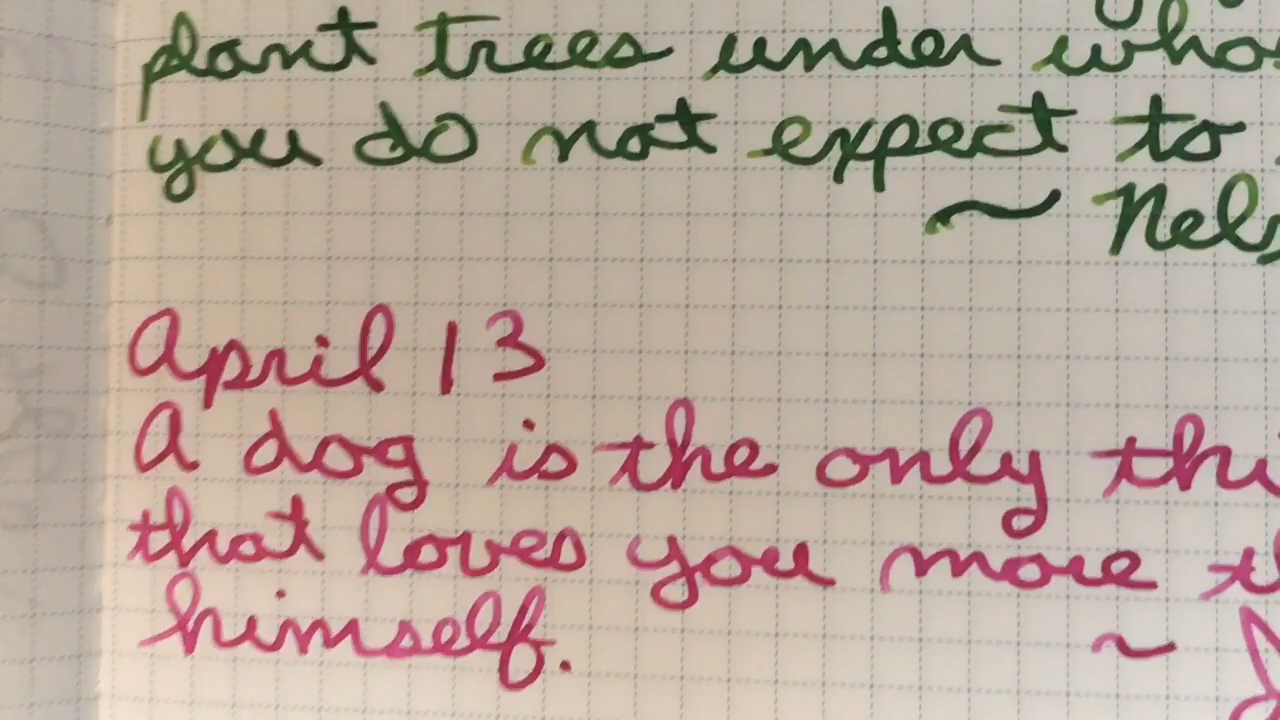 plant trees under
you do not expect to
~ Nel
April 13
A dog is the only
that loves you more
himself.
~